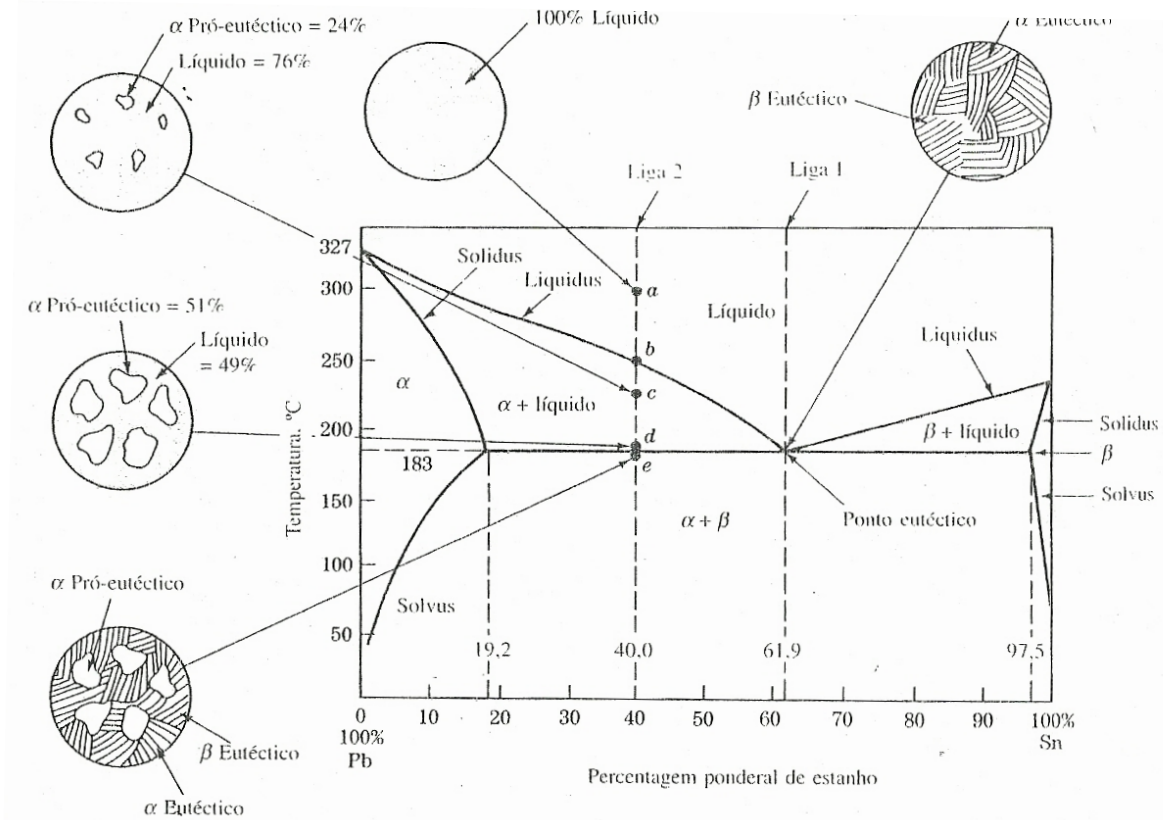 α Pró-eutéctico = 24%
Líquido = 76%
100% Líquido
α Eutéctico
β Eutéctico
Liga 2
Liga 1
α Pró-eutéctico = 51%
Líquido
= 49%
α Pró-eutéctico
β Eutéctico
α Eutéctico
Temperatura, ºC
327
300
250
200
183
150
100
50
Solidus
Liquidus
a
Líquido
b
Liquidus
α
c
α + líquido
d
β + líquido
Solidus
β
e
Solvus
α + β
Ponto eutéctico
Solvus
19,2
40,0
61,9
97,5
0
10
20
30
40
50
60
70
80
90
100%
100%
Pb
Sn
Percentagem ponderal de estanho